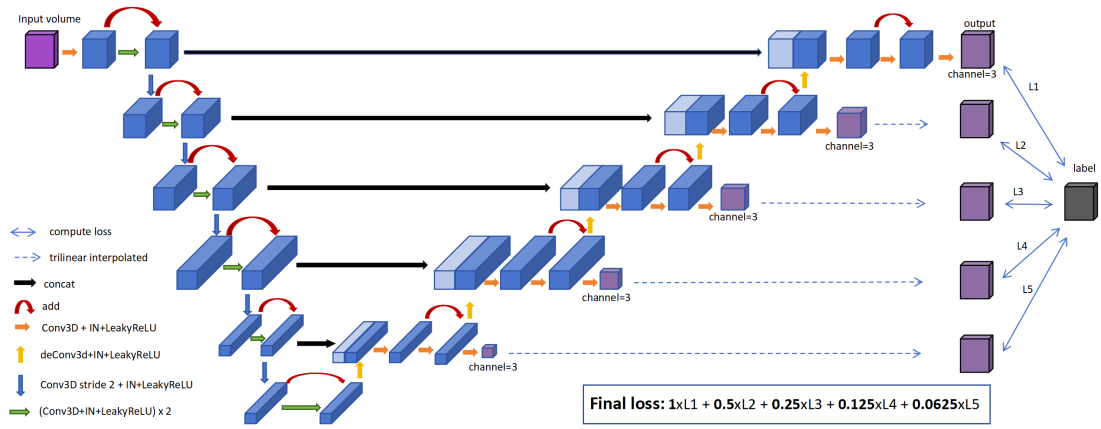 Input volume
output
channel=3
L1
channel=3
L2
label
channel=3
L3
compute loss
L4
trilinear interpolated
L5
concat
channel=3
add
Conv3D + IN+LeakyReLU
deConv3d+IN+LeakyReLU
channel=3
Conv3D stride 2 + IN+LeakyReLU
(Conv3D+IN+LeakyReLU) x 2
Final loss: 1xL1 + 0.5xL2 + 0.25xL3 + 0.125xL4 + 0.0625xL5